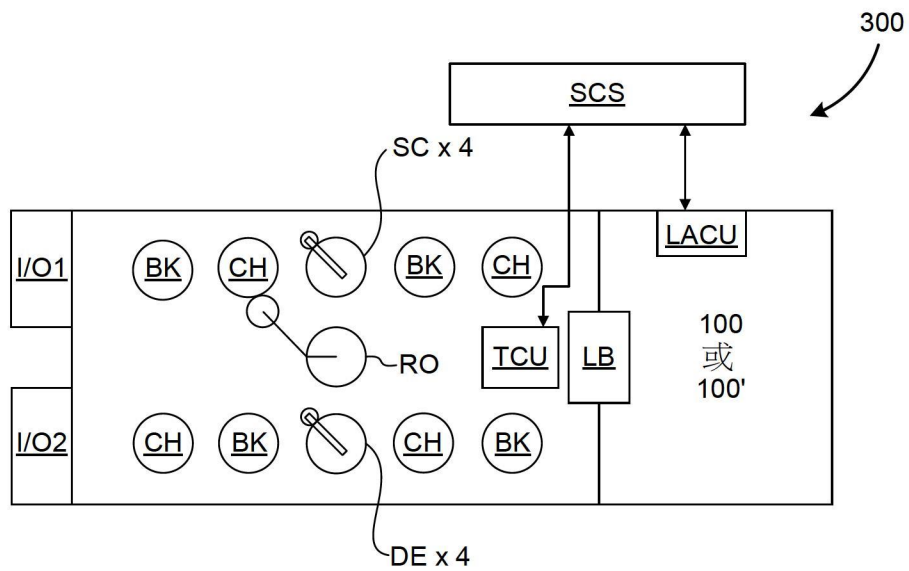 300
SCS
SC x 4
LACU
I/O1
BK
CH
BK
CH
100
或
100'
RO
TCU
LB
I/O2
CH
BK
CH
BK
DE x 4